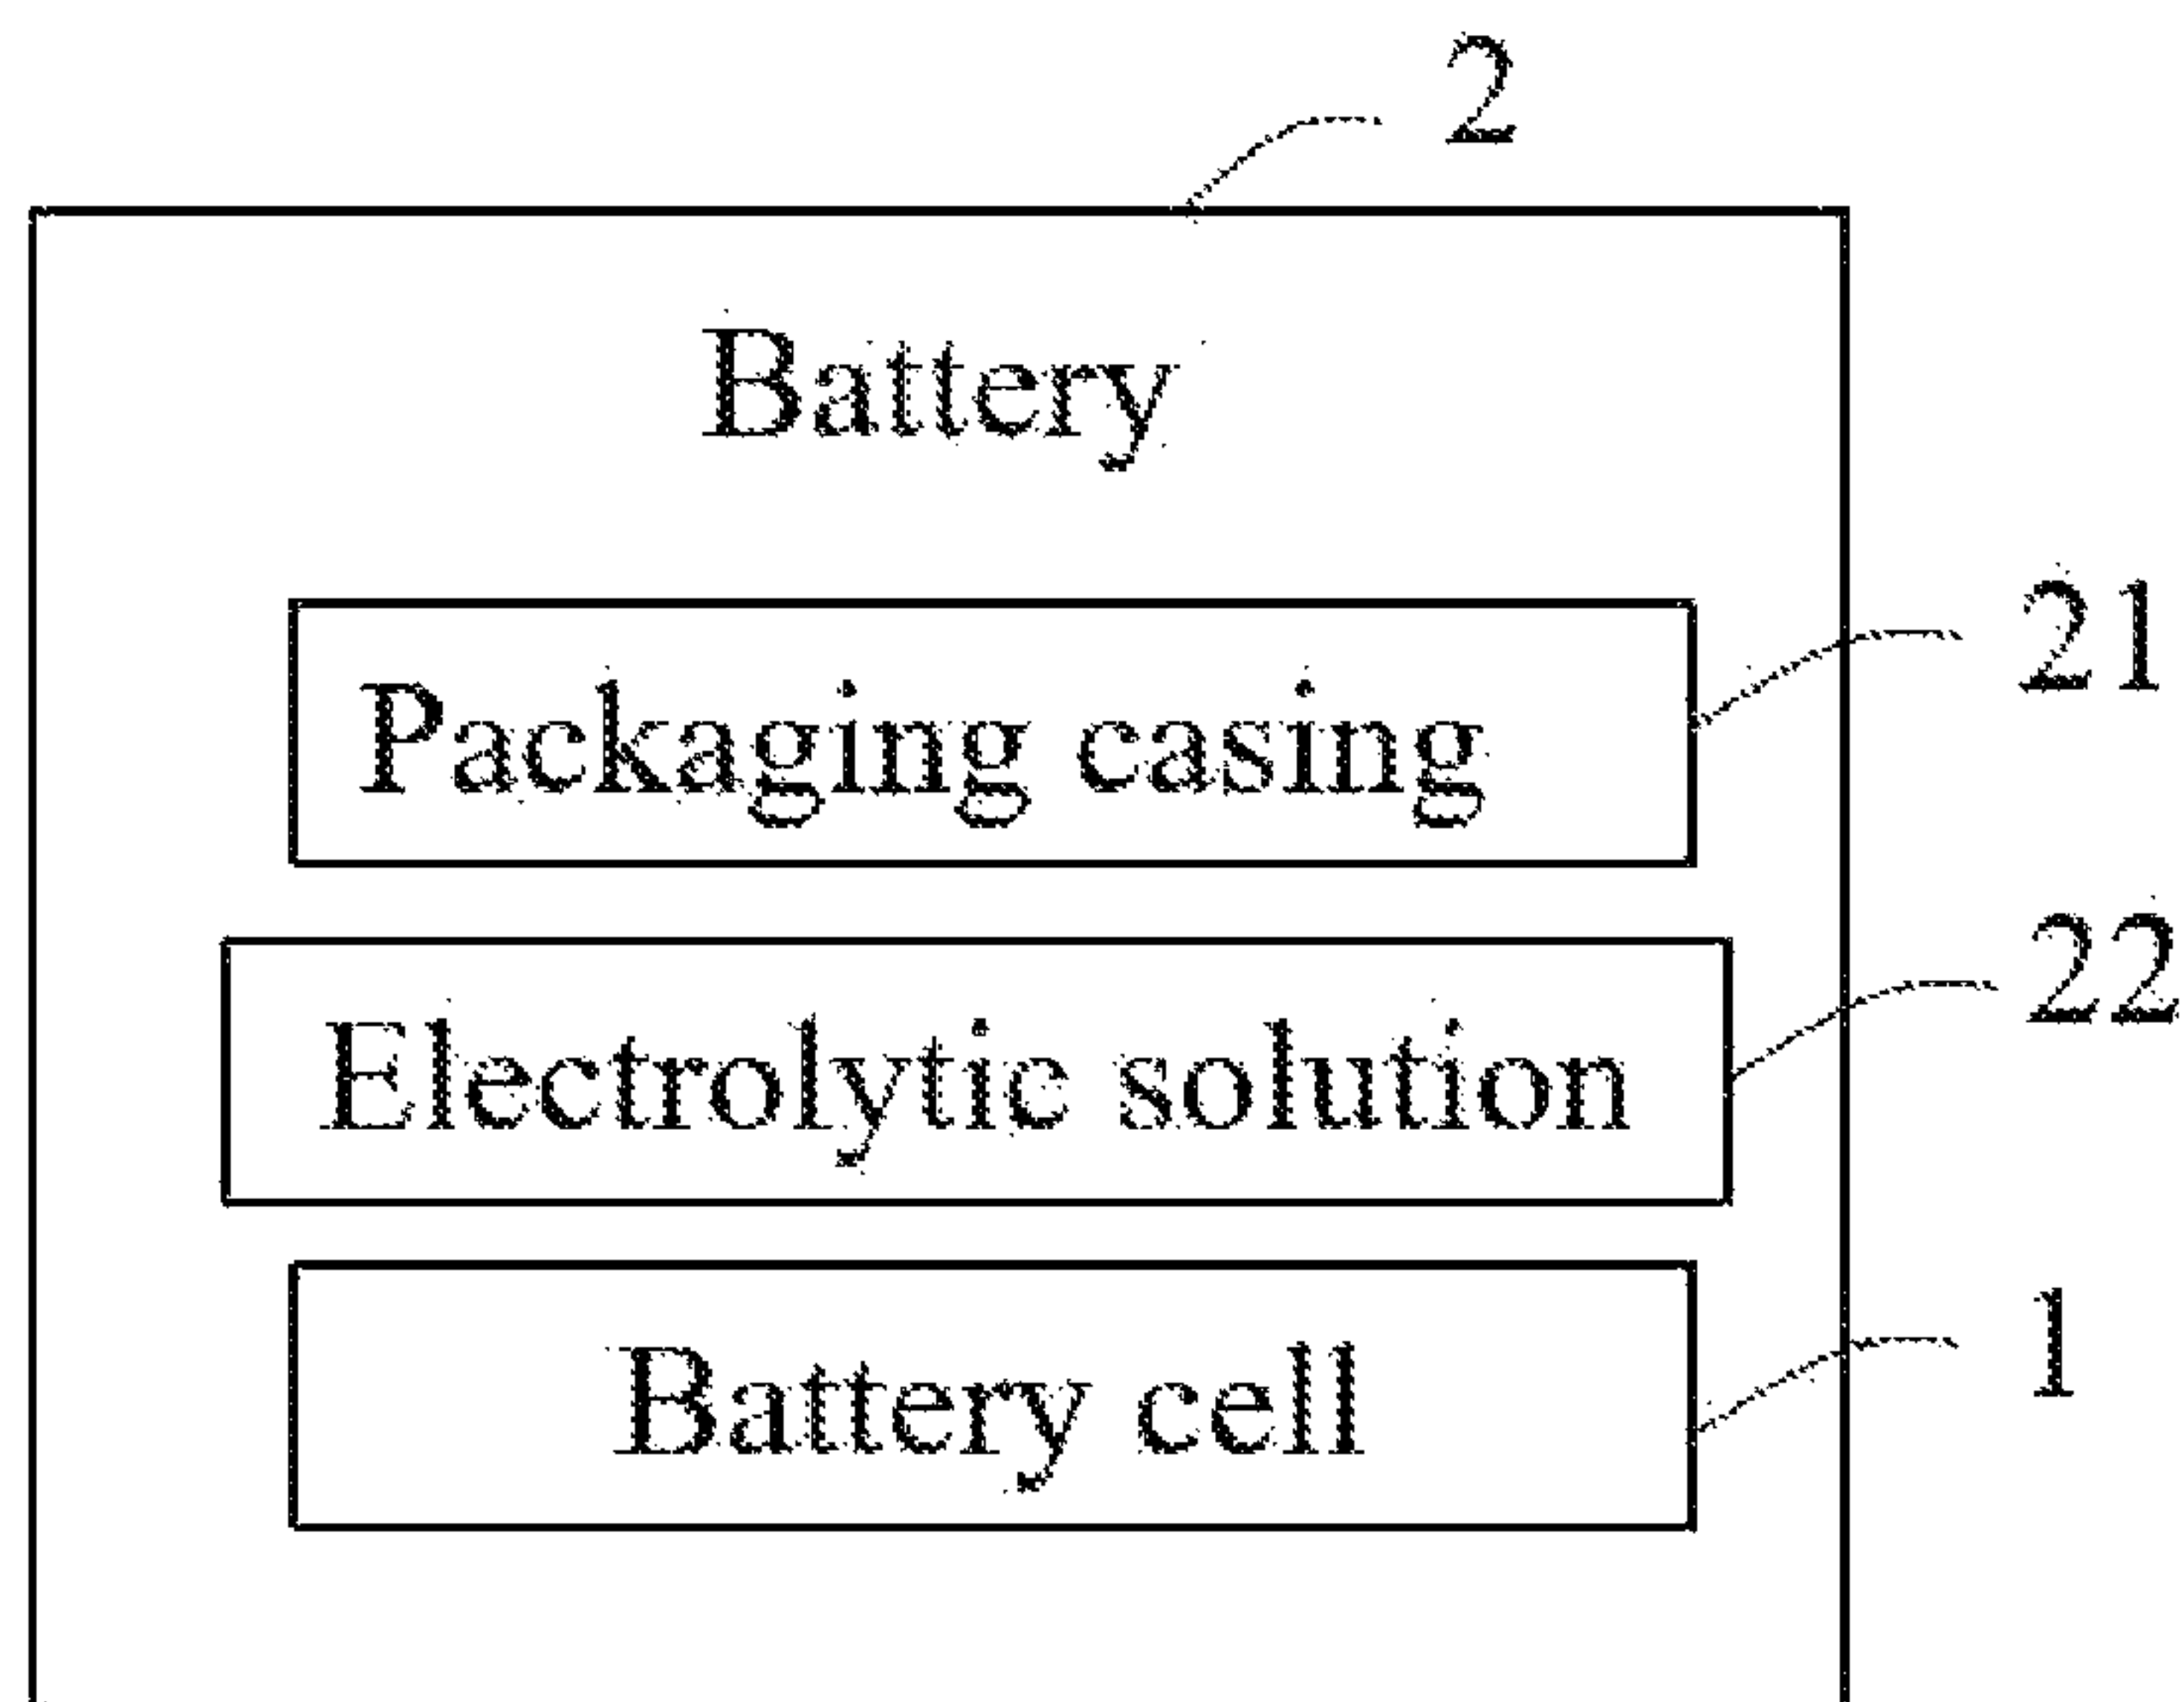 2
Battery
Packaging casing
21
Electrolytic solution
22
Battery cell
1